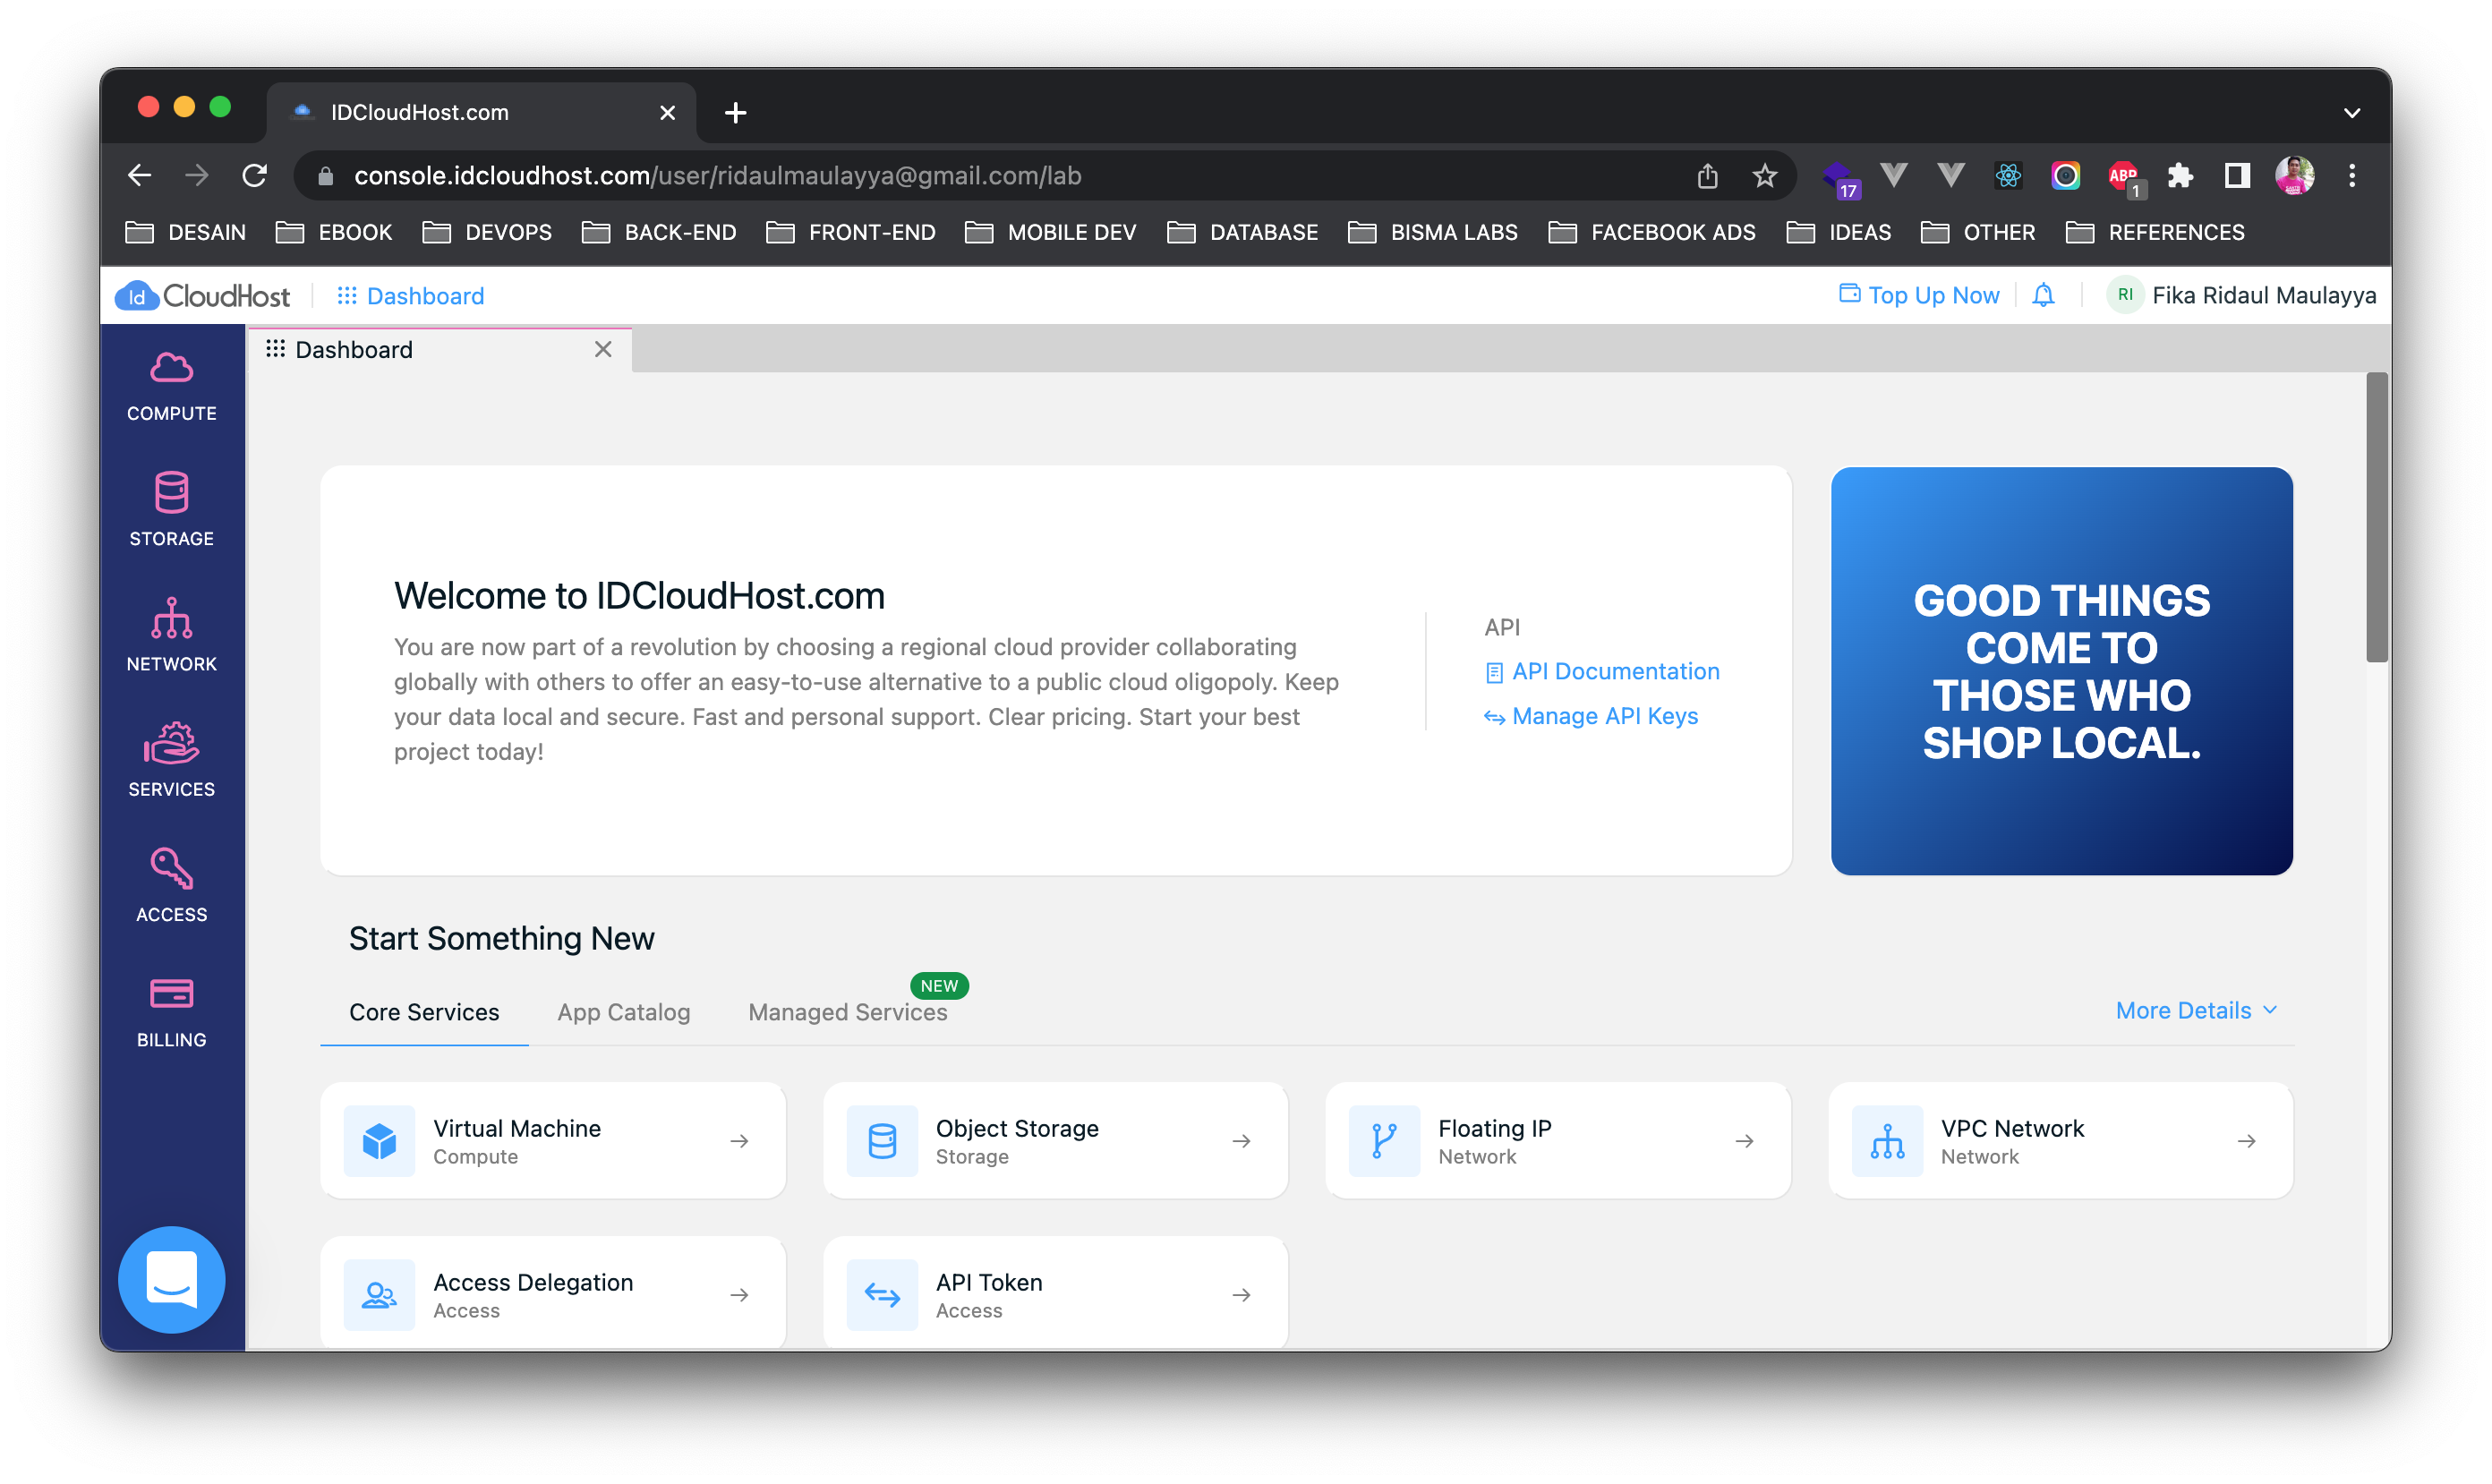 IDCloudHost.com
console.idcloudhost.com/user/ridaulmaulayya@gmail.com/lab
17
ABP
1
DESAIN EBOOK DEVOPS BACK-END FRONT-END MOBILE DEV DATABASE BISMA LABS FACEBOOK ADS IDEAS OTHER REFERENCES
Id CloudHost Dashboard Top Up Now RI Fika Ridaul Maulayya
Dashboard
COMPUTE
STORAGE
NETWORK
SERVICES
ACCESS
BILLING
Welcome to IDCloudHost.com
You are now part of a revolution by choosing a regional cloud provider collaborating
globally with others to offer an easy-to-use alternative to a public cloud oligopoly. Keep
your data local and secure. Fast and personal support. Clear pricing. Start your best
project today!
API
API Documentation
Manage API Keys
GOOD THINGS
COME TO
THOSE WHO
SHOP LOCAL.
Start Something New
NEW
Core Services App Catalog Managed Services More Details
Virtual Machine
Compute
Object Storage
Storage
Floating IP
Network
VPC Network
Network
Access Delegation
Access
API Token
Access